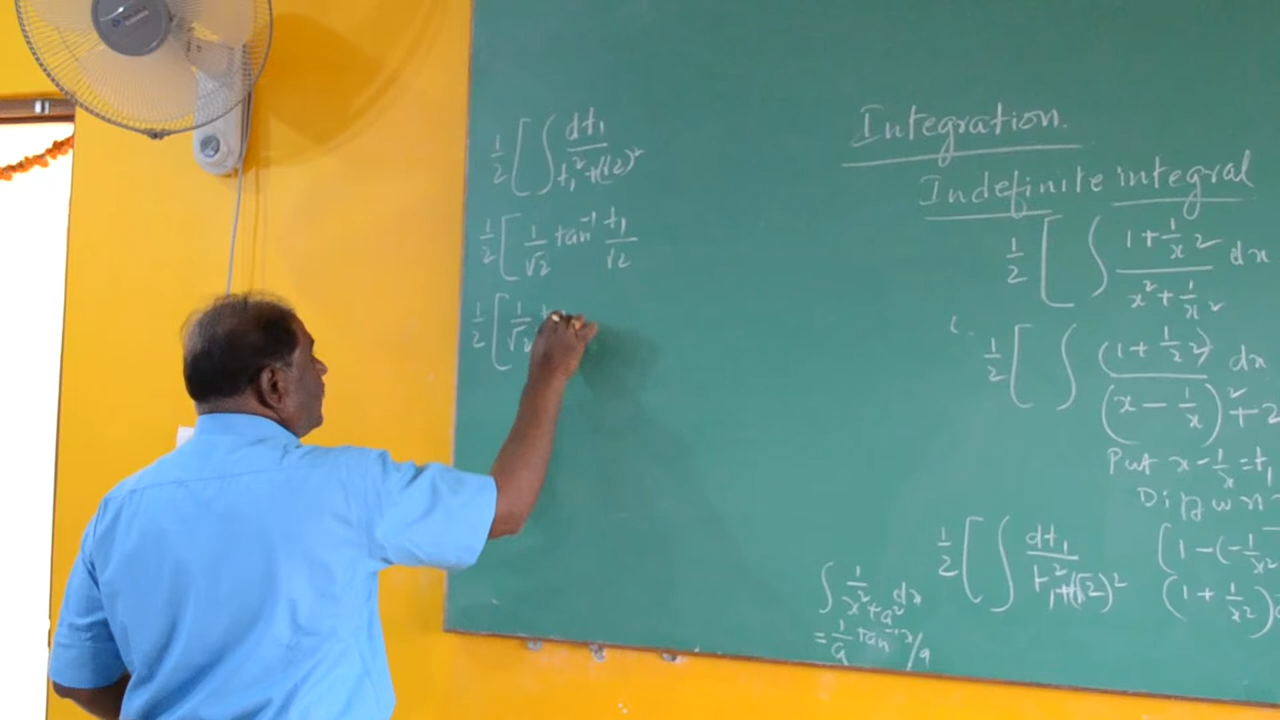 Integration.
Indefinite integral
1/2 [ ∫ (1 + 1/x²)/(x² + 1/x²) dx
1/2 [ ∫ (1 + 1/x²) dx / (x − 1/x)² + 2
Put x − 1/x = t₁
1/2 [ ∫ dt₁/(t₁² + (√2)²
(1 − (−1/x²
(1 + 1/x²)
∫ 1/(x² + a²) dx
= 1/a tan⁻¹ x/a
1/2 [ ∫ dt₁/(t₁² + (√2)²
1/2 [ 1/√2 tan⁻¹ t₁/√2
1/2 [ 1/√2